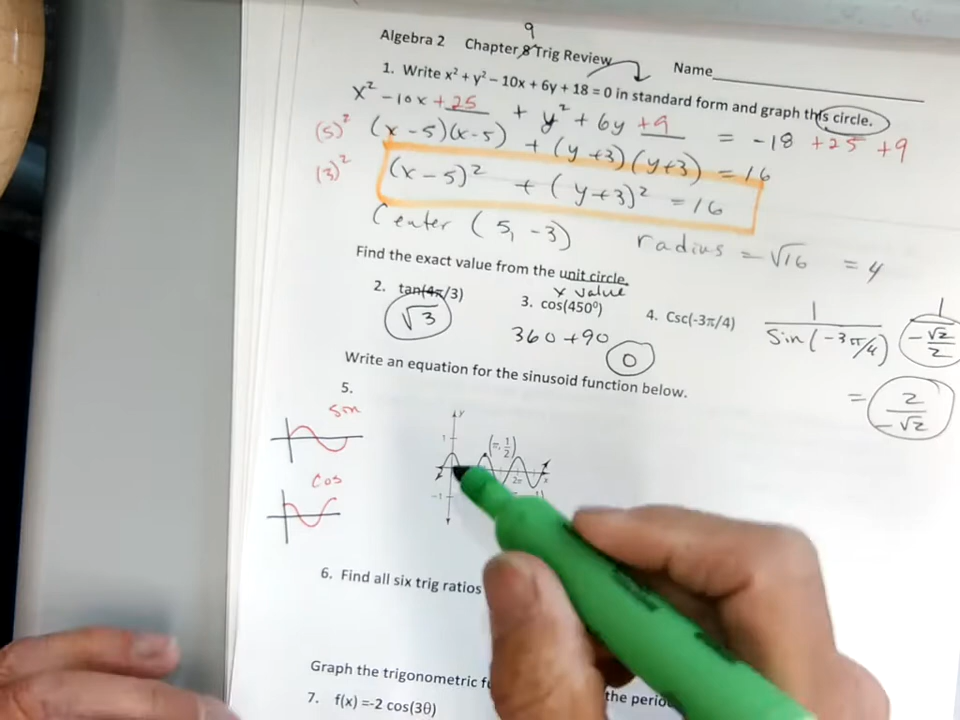 9
Algebra 2 Chapter 8 Trig Review Name
1. Write x² + y² – 10x + 6y + 18 = 0 in standard form and graph this circle.
x² - 10x + 25 + y² + 6y + 9 = -18 + 25 + 9
(5)² (x - 5)(x - 5) + (y + 3)(y + 3) = 16
(3)² (x - 5)² + (y + 3)² = 16
Center (5, -3) radius = √16 = 4
Find the exact value from the unit circle.
x value
2. tan(4π/3) 3. cos(450⁰) 4. Csc(-3π/4)
√3 360 + 90 0 1/sin(-3π/4) 1/(-√2/2)
= 2/-√2
Write an equation for the sinusoid function below.
5.
sin
y
1 (π, 1/2)
cos
2π x
-1
6. Find all six trig ratios
Graph the trigonometric the
7. f(x) =-2 cos(3θ)